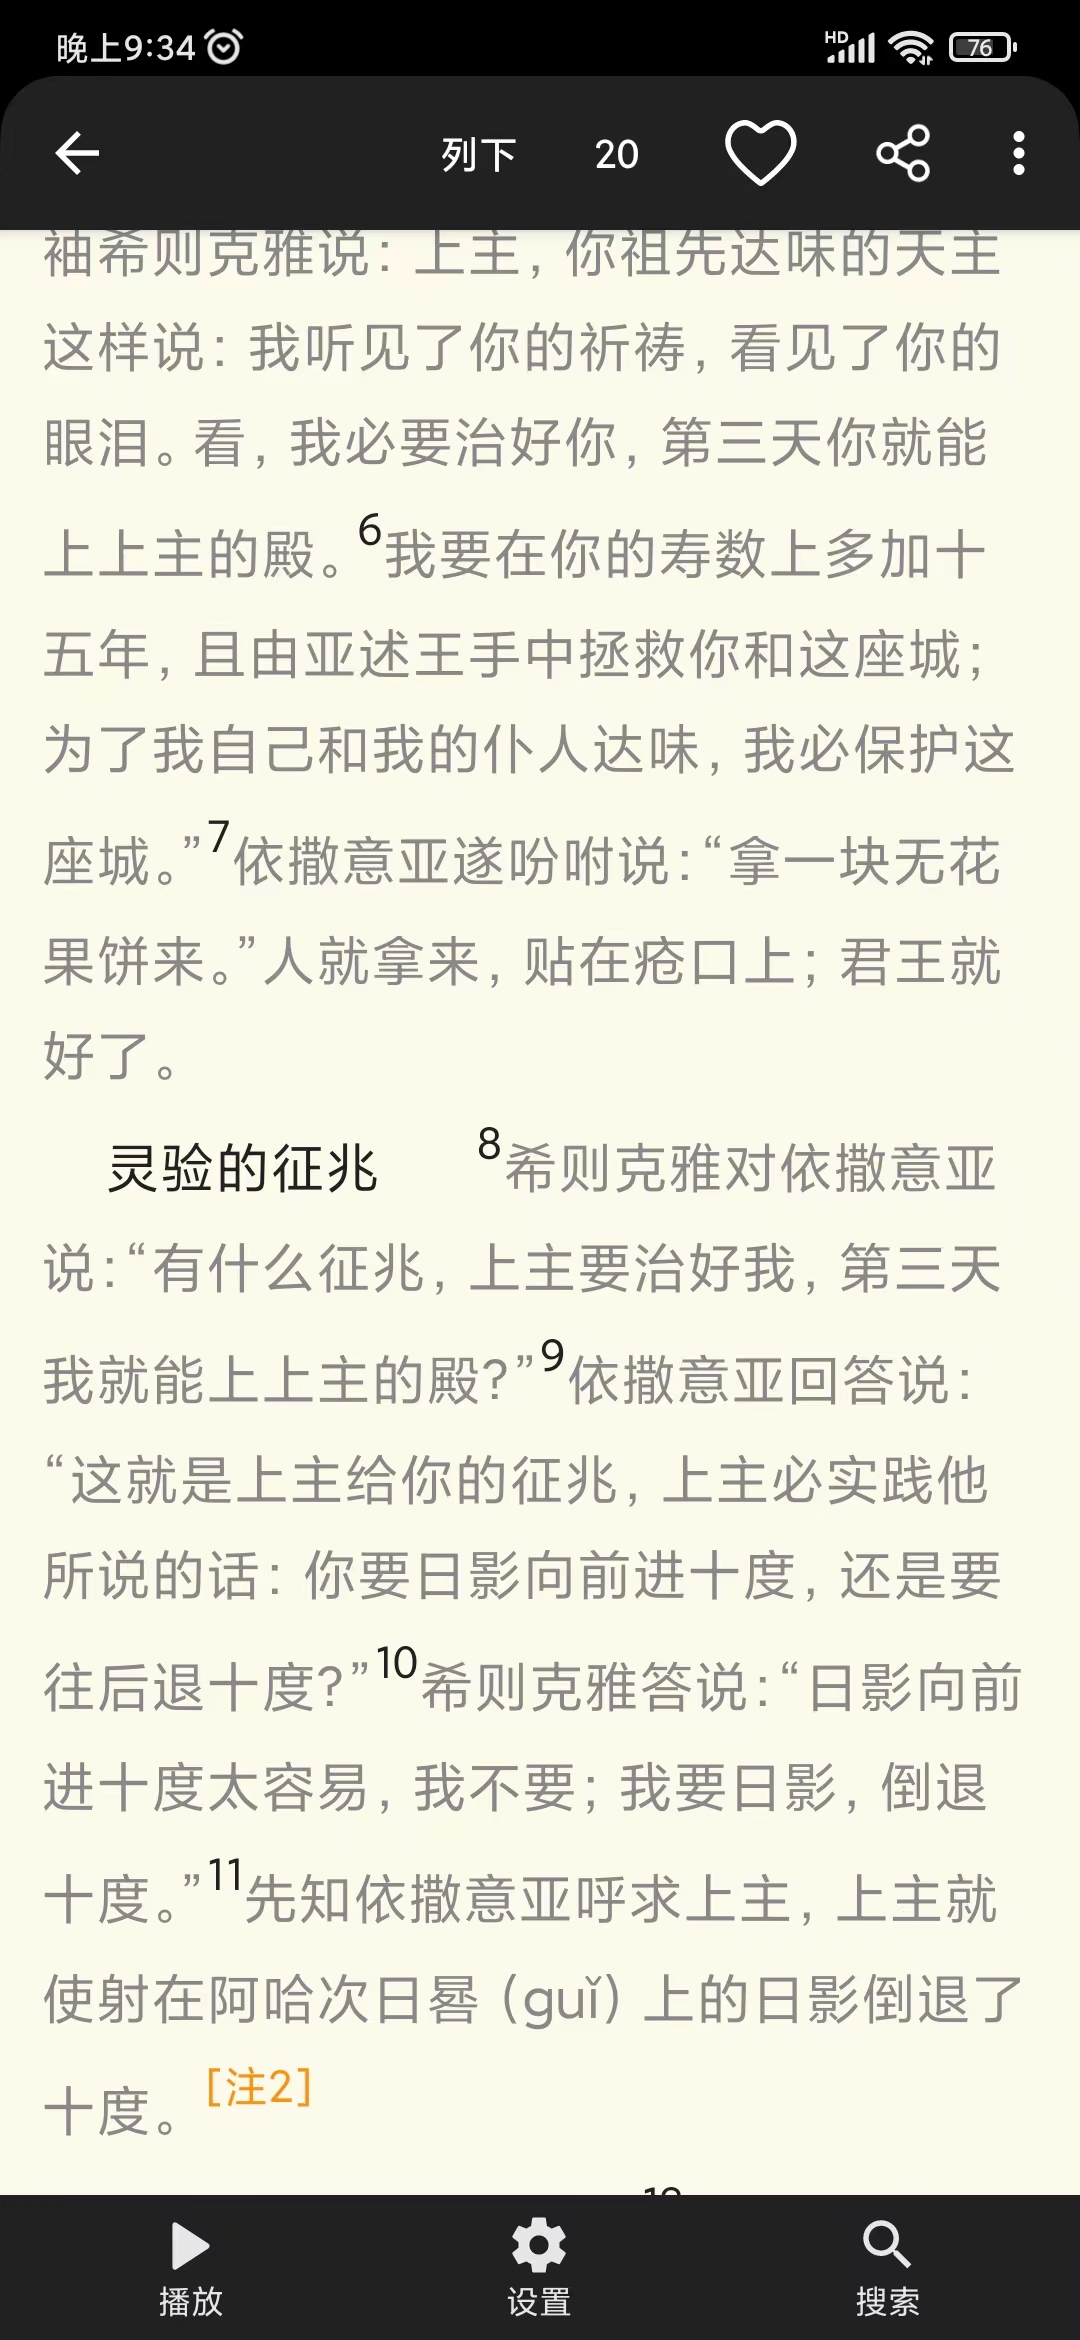 晚上9:34 HD 76
列下 20
袖希则克雅说：上主，你祖先达味的天主
这样说：我听见了你的祈祷，看见了你的
眼泪。看，我必要治好你，第三天你就能
上上主的殿。6我要在你的寿数上多加十
五年，且由亚述王手中拯救你和这座城；
为了我自己和我的仆人达味，我必保护这
座城。”7依撒意亚遂吩咐说：“拿一块无花
果饼来。”人就拿来，贴在疮口上；君王就
好了。
灵验的征兆 8希则克雅对依撒意亚
说：“有什么征兆，上主要治好我，第三天
我就能上上主的殿？”9依撒意亚回答说：
“这就是上主给你的征兆，上主必实践他
所说的话：你要日影向前进十度，还是要
往后退十度？”10希则克雅答说：“日影向前
进十度太容易，我不要；我要日影，倒退
十度。”11先知依撒意亚呼求上主，上主就
使射在阿哈次日晷（guǐ）上的日影倒退了
十度。[注2]
播放 设置 搜索